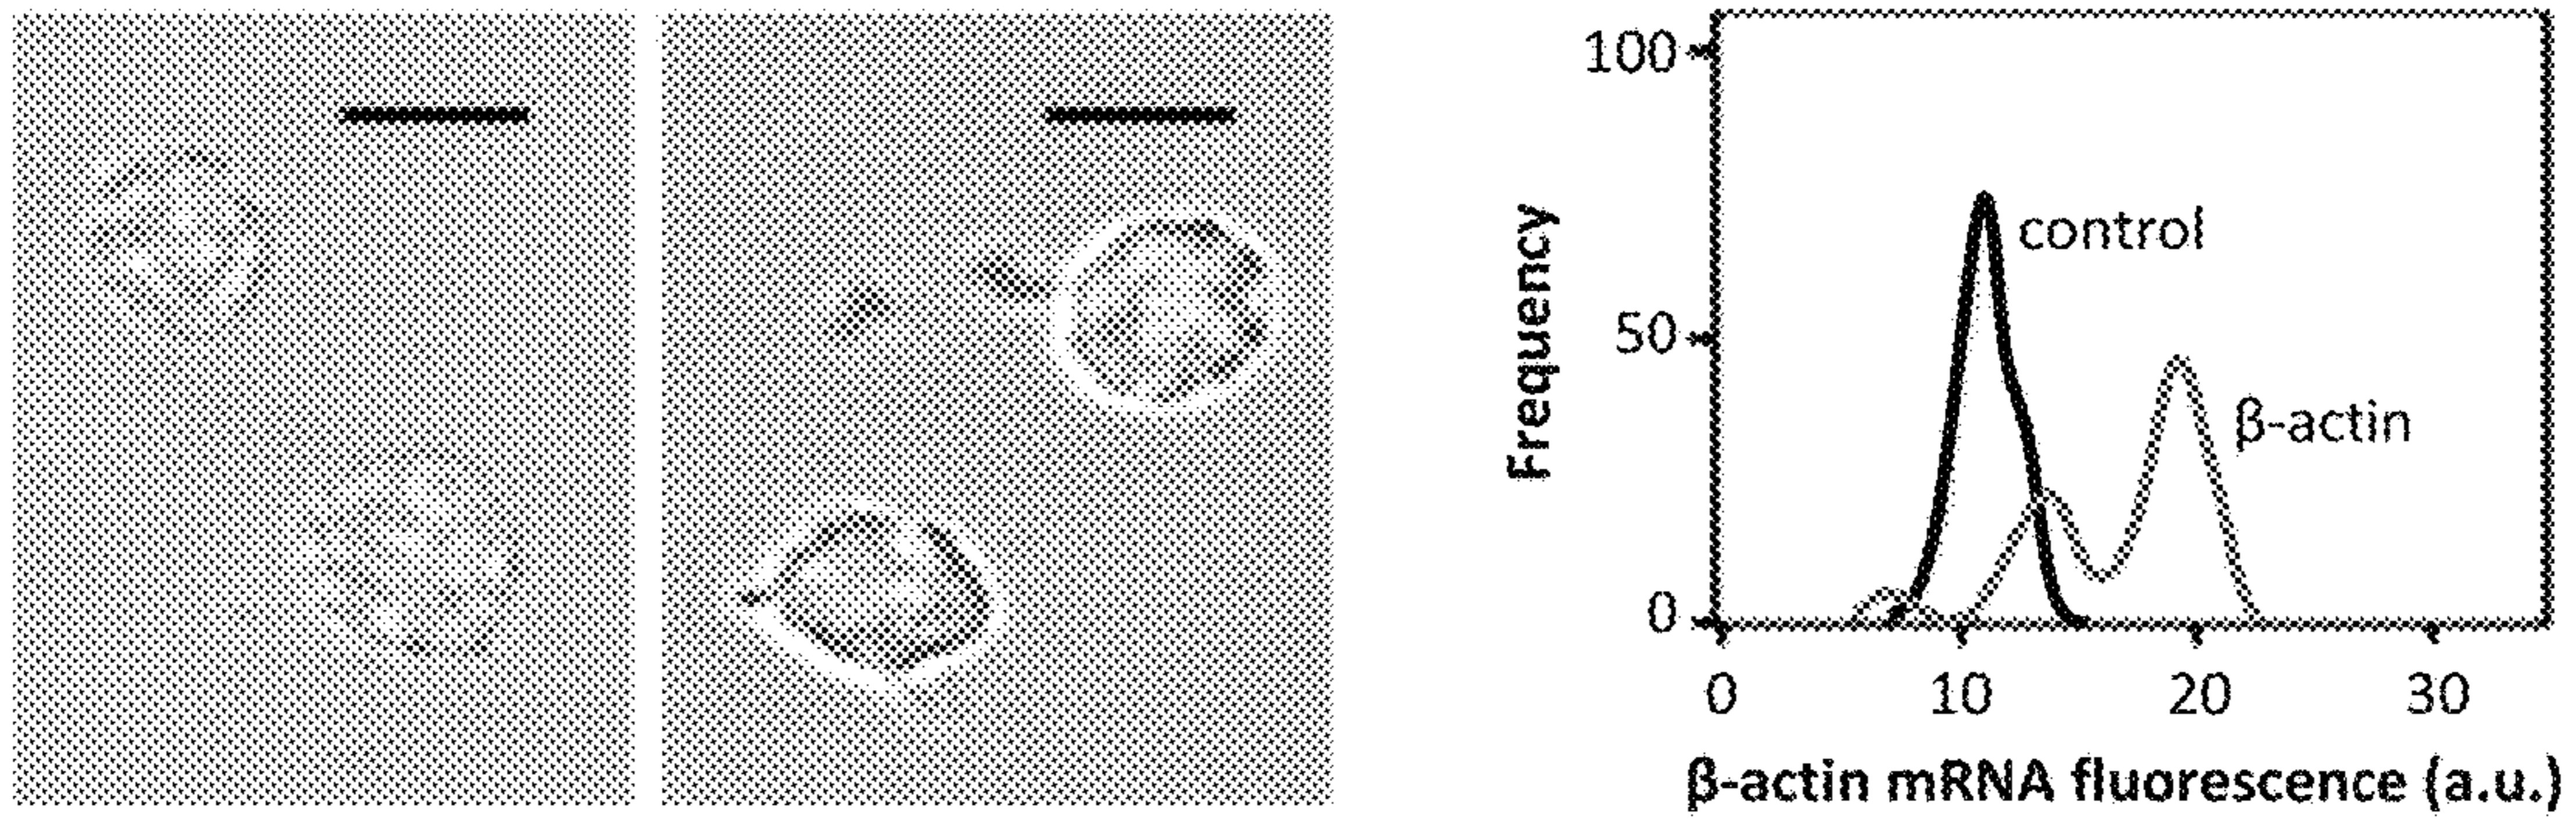 100
50
0
Frequency
control
β-actin
0 10 20 30
β-actin mRNA fluorescence (a.u.)